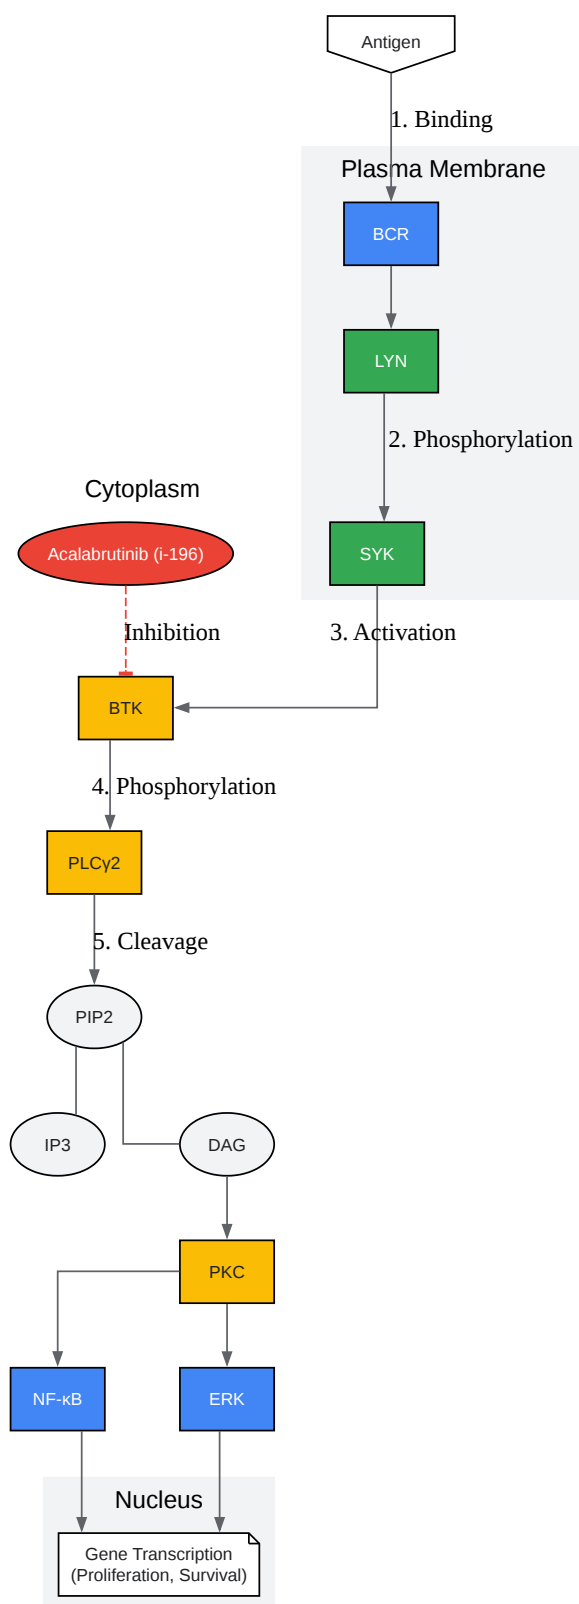 Antigen
1. Binding
Plasma Membrane
BCR
LYN
2. Phosphorylation
Cytoplasm
Acalabrutinib (i-196)
SYK
Inhibition
3. Activation
BTK
4. Phosphorylation
PLCγ2
5. Cleavage
PIP2
IP3
DAG
PKC
NF-κB
ERK
Nucleus
Gene Transcription
(Proliferation, Survival)